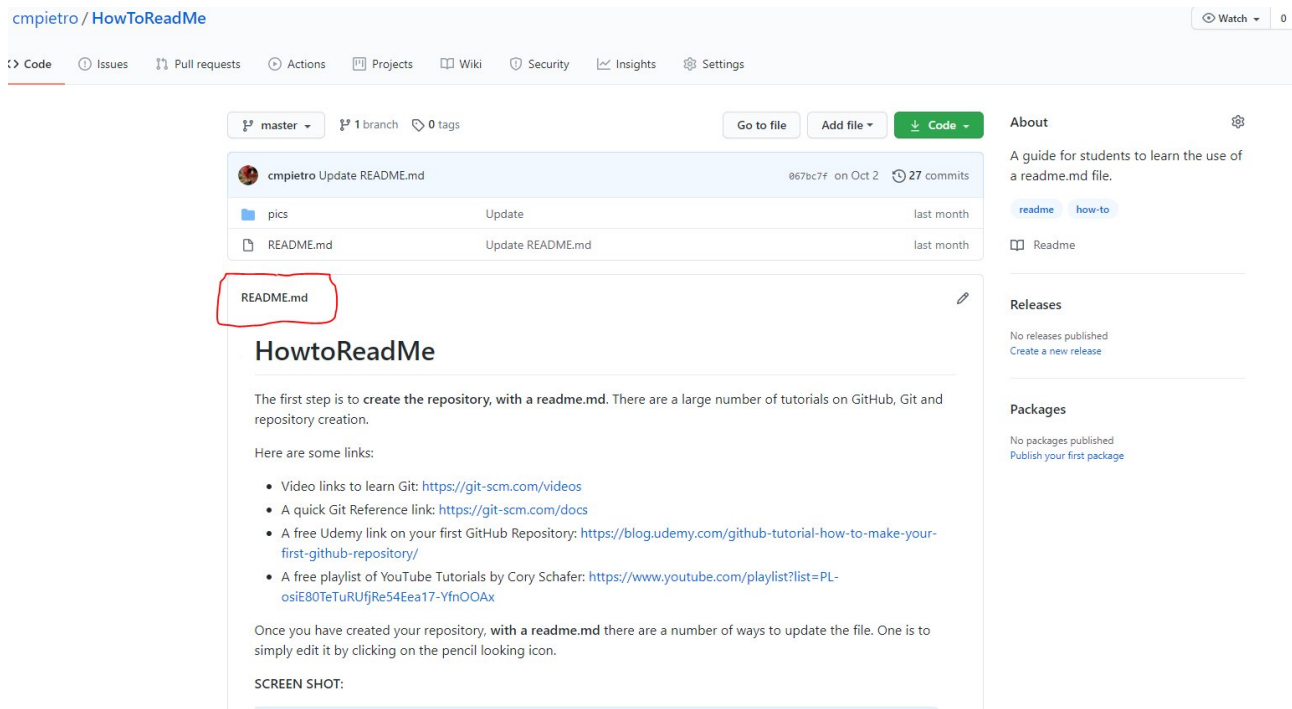 cmpietro / HowToReadMe
Watch 0
<> Code Issues Pull requests Actions Projects Wiki Security Insights Settings
master 1 branch 0 tags Go to file Add file Code
cmpietro Update README.md 067bc7f on Oct 2 27 commits
pics Update last month
README.md Update README.md last month
README.md
HowtoReadMe
The first step is to create the repository, with a readme.md. There are a large number of tutorials on GitHub, Git and
repository creation.
Here are some links:
• Video links to learn Git: https://git-scm.com/videos
• A quick Git Reference link: https://git-scm.com/docs
• A free Udemy link on your first GitHub Repository: https://blog.udemy.com/github-tutorial-how-to-make-your-
first-github-repository/
• A free playlist of YouTube Tutorials by Cory Schafer: https://www.youtube.com/playlist?list=PL-
osiE80TeTuRUfjRe54Eea17-YfnOOAx
Once you have created your repository, with a readme.md there are a number of ways to update the file. One is to
simply edit it by clicking on the pencil looking icon.
SCREEN SHOT:
About
A guide for students to learn the use of
a readme.md file.
readme how-to
Readme
Releases
No releases published
Create a new release
Packages
No packages published
Publish your first package